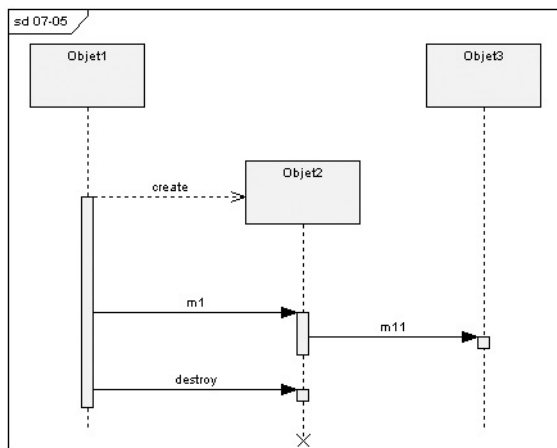 sd 07-05
Objet1
Objet3
Objet2
create
m1
m11
destroy